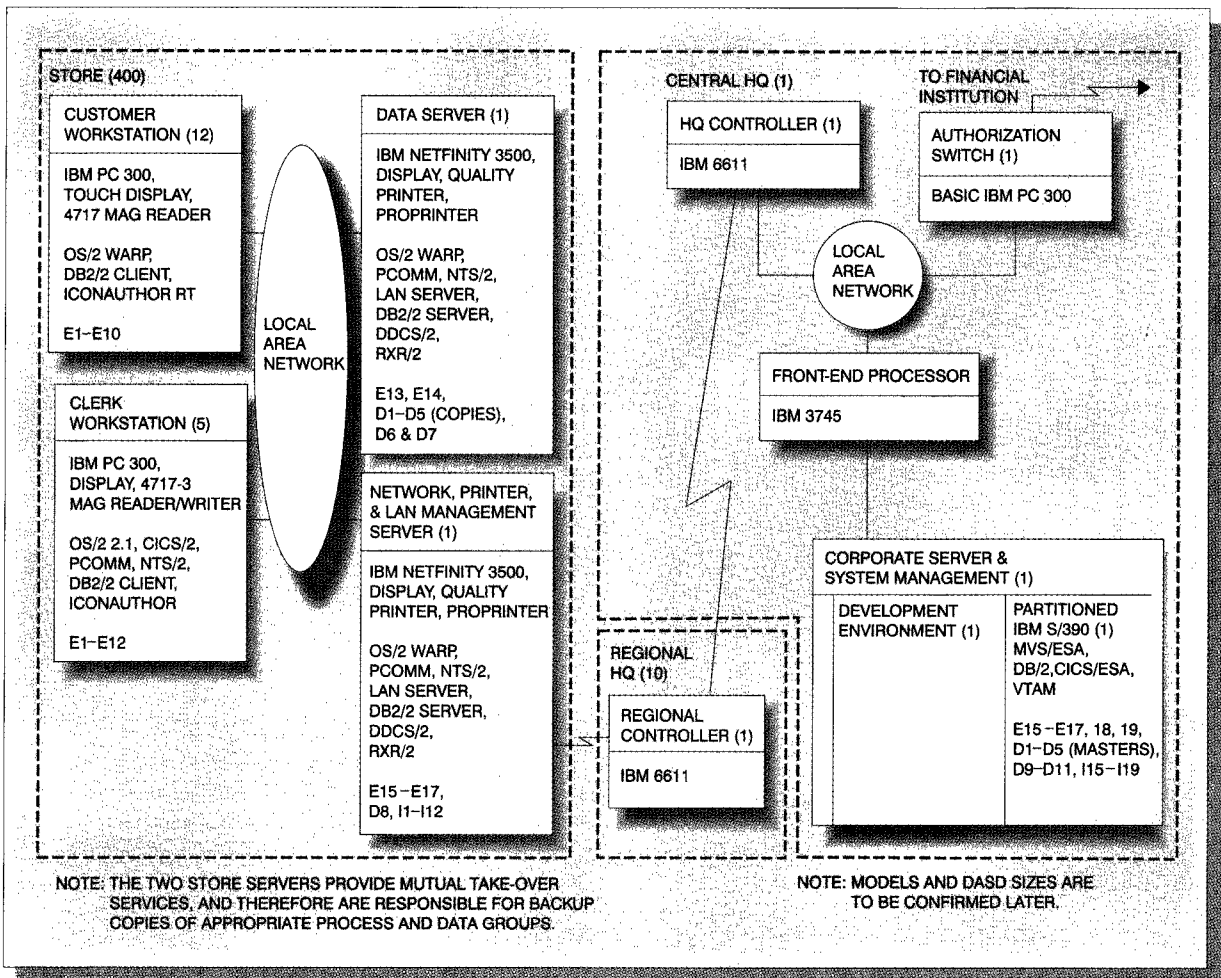 STORE (400)
CUSTOMER
WORKSTATION (12)
IBM PC 300,
TOUCH DISPLAY,
4717 MAG READER
OS/2 WARP,
DB2/2 CLIENT,
ICONAUTHOR RT
E1–E10
CLERK
WORKSTATION (5)
IBM PC 300,
DISPLAY, 4717-3
MAG READER/WRITER
OS/2 2.1, CICS/2,
PCOMM, NTS/2,
DB2/2 CLIENT,
ICONAUTHOR
E1–E12
LOCAL
AREA
NETWORK
DATA SERVER (1)
IBM NETFINITY 3500,
DISPLAY, QUALITY
PRINTER,
PROPRINTER
OS/2 WARP,
PCOMM, NTS/2,
LAN SERVER,
DB2/2 SERVER,
DDCS/2,
RXR/2
E13, E14,
D1–D5 (COPIES),
D6 & D7
NETWORK, PRINTER,
& LAN MANAGEMENT
SERVER (1)
IBM NETFINITY 3500,
DISPLAY, QUALITY
PRINTER, PROPRINTER
OS/2 WARP,
PCOMM, NTS/2,
LAN SERVER,
DB2/2 SERVER,
DDCS/2,
RXR/2
E15–E17,
D8, I1–I12
CENTRAL HQ (1)
HQ CONTROLLER (1)
IBM 6611
TO FINANCIAL
INSTITUTION
AUTHORIZATION
SWITCH (1)
BASIC IBM PC 300
LOCAL
AREA
NETWORK
FRONT-END PROCESSOR
IBM 3745
CORPORATE SERVER &
SYSTEM MANAGEMENT (1)
DEVELOPMENT
ENVIRONMENT (1)
PARTITIONED
IBM S/390 (1)
MVS/ESA,
DB/2,CICS/ESA,
VTAM
E15–E17, 18, 19,
D1–D5 (MASTERS),
D9–D11, I15–I19
REGIONAL
HQ (10)
REGIONAL
CONTROLLER (1)
IBM 6611
NOTE: THE TWO STORE SERVERS PROVIDE MUTUAL TAKE-OVER
SERVICES, AND THEREFORE ARE RESPONSIBLE FOR BACKUP
COPIES OF APPROPRIATE PROCESS AND DATA GROUPS.
NOTE: MODELS AND DASD SIZES ARE
TO BE CONFIRMED LATER.